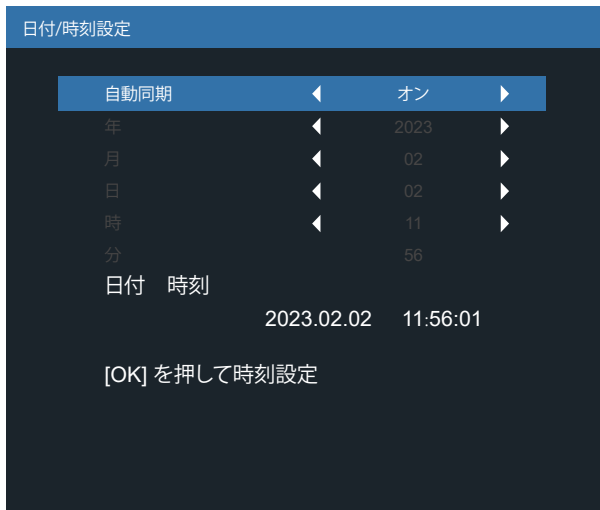 日付/時刻設定
自動同期 オン
年 2023
月 02
日 02
時 11
分 56
日付　時刻
2023.02.02 11:56:01
[OK] を押して時刻設定